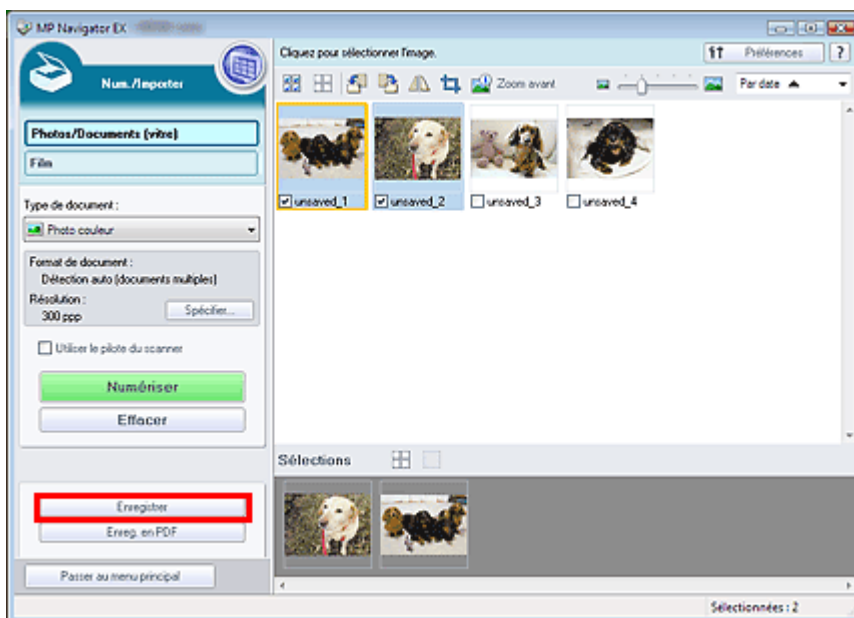 MP Navigator EX
Num./Importer
Photos/Documents (vitre)
Film
Type de document :
Photo couleur
Format de document :
Détection auto (documents multiples)
Résolution :
300 ppp
Spécifier...
Utiliser le pilote du scanner
Numériser
Effacer
Enregistrer
Enreg. en PDF
Passer au menu principal
Cliquez pour sélectionner l'image.
Préférences
?
Zoom avant
Par date
unsaved_1
unsaved_2
unsaved_3
unsaved_4
Sélections
Sélectionnées : 2